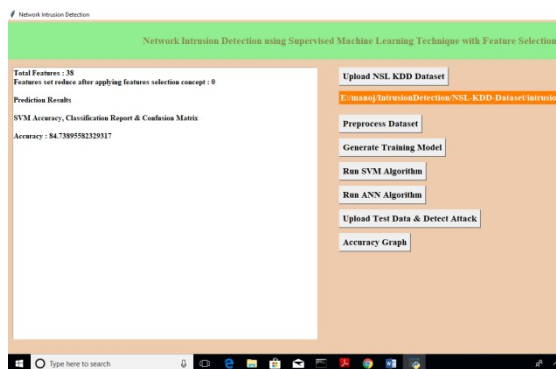 Network Intrusion Detection
Network Intrusion Detection using Supervised Machine Learning Technique with Feature Selection
Total Features : 38
Features set reduce after applying features selection concept : 0
Prediction Results
SVM Accuracy, Classification Report & Confusion Matrix
Accuracy : 84.73895582329317
Upload NSL KDD Dataset
E:/manoj/IntrusionDetection/NSL-KDD-Dataset/intrusio
Preprocess Dataset
Generate Training Model
Run SVM Algorithm
Run ANN Algorithm
Upload Test Data & Detect Attack
Accuracy Graph
Type here to search